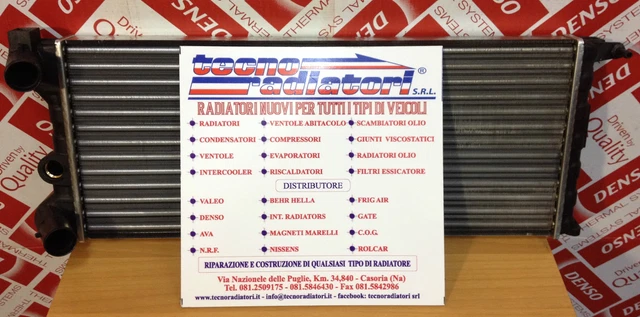 tecno
radiatori®
S.R.L.
RADIATORI NUOVI PER TUTTI I TIPI DI VEICOLI
RADIATORI VENTOLE ABITACOLO SCAMBIATORI OLIO
CONDENSATORI COMPRESSORI GIUNTI VISCOSTATICI
VENTOLE EVAPORATORI RADIATORI OLIO
INTERCOOLER RISCALDATORI FILTRI ESSICATORE
DISTRIBUTORE
VALEO BEHR HELLA FRIG AIR
DENSO INT. RADIATORS GATE
AVA MAGNETI MARELLI C.O.G.
N.R.F. NISSENS ROLCAR
RIPARAZIONE E COSTRUZIONE DI QUALSIASI TIPO DI RADIATORE
Via Nazionale delle Puglie, Km. 34,840 - Casoria (Na)
Tel. 081.2509175 - 081.5846430 - Fax 081.5842986
www.tecnoradiatori.it - info@tecnoradiatori.it - facebook: tecnoradiatori srl
DENSO
Driven by
Quality
THERMAL SYSTEMS
DENSO
Driven by
Quality
DENSO